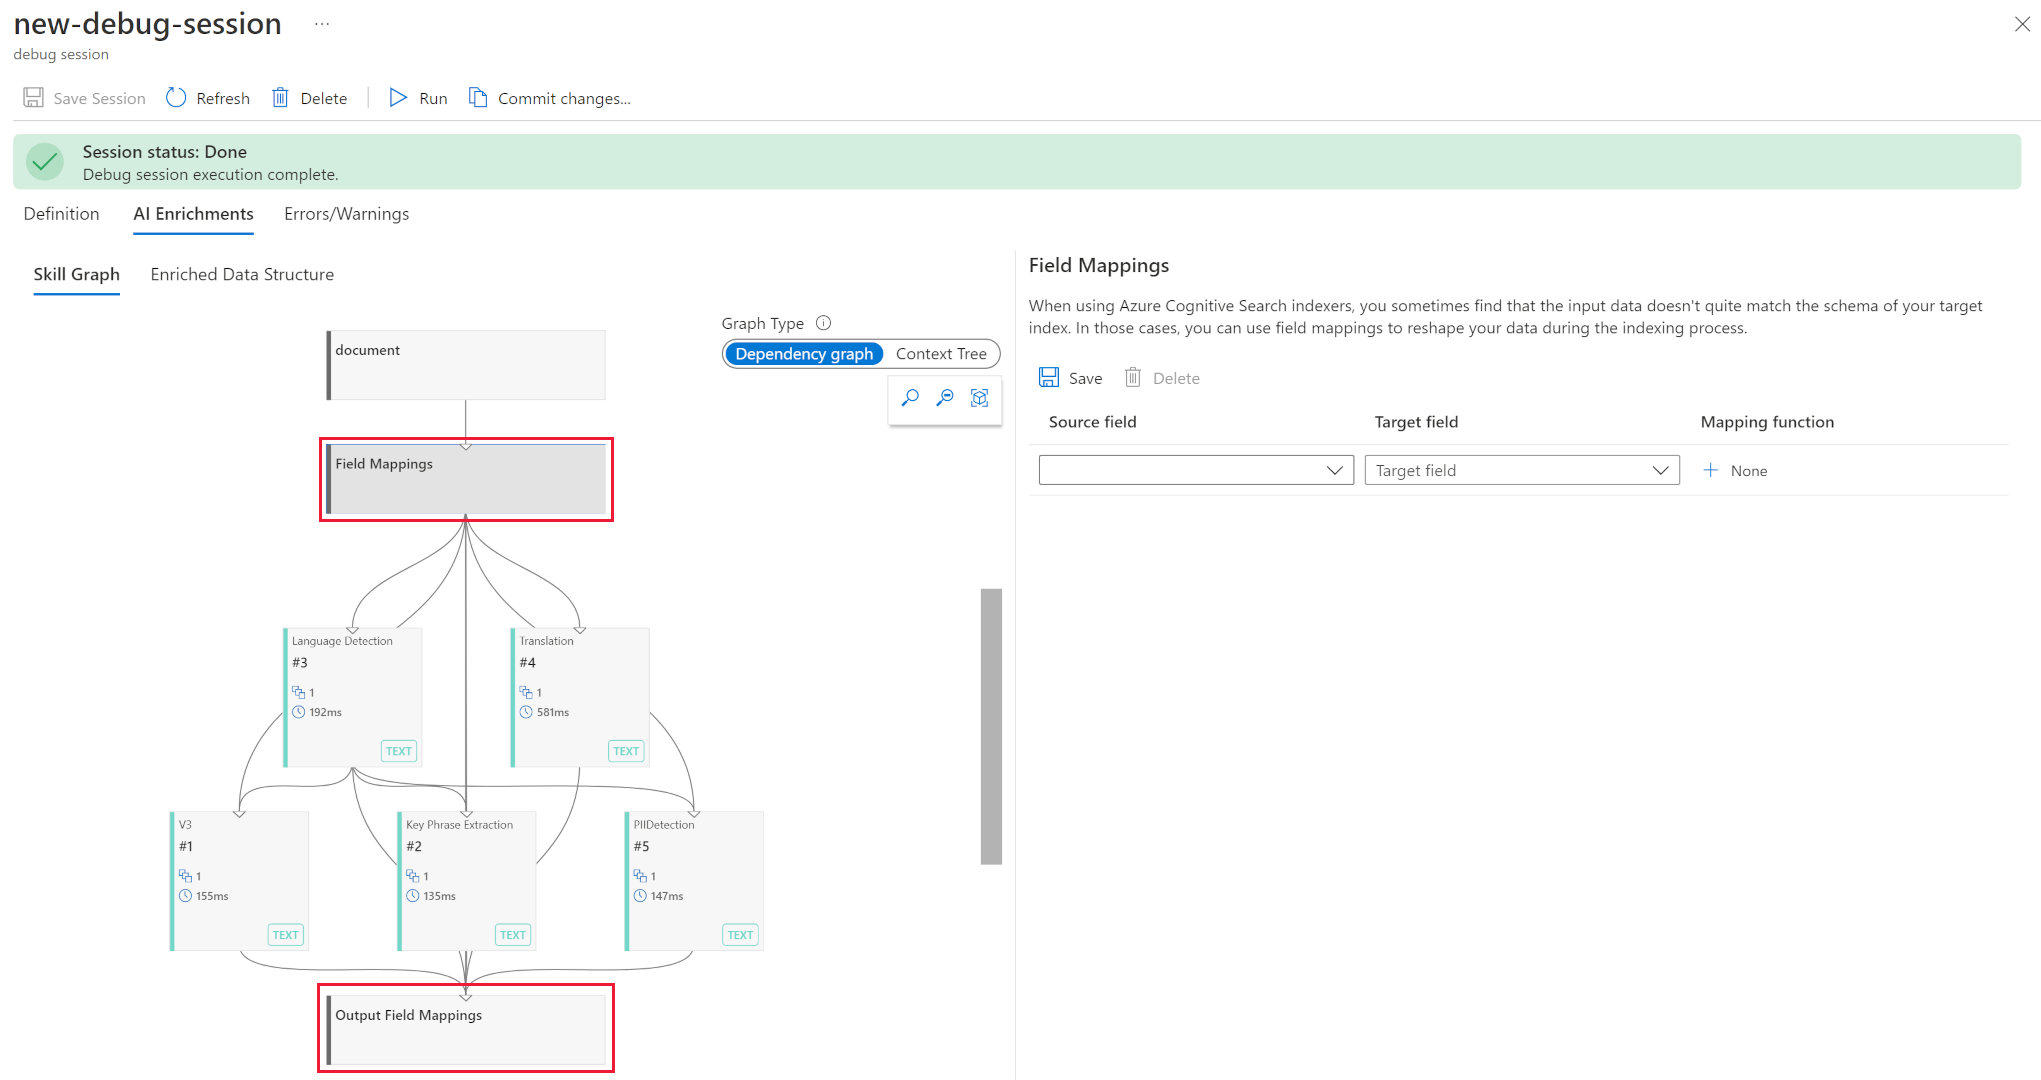 new-debug-session ...
debug session
Save Session Refresh Delete Run Commit changes...
Session status: Done
Debug session execution complete.
Definition AI Enrichments Errors/Warnings
Skill Graph Enriched Data Structure
Graph Type
Dependency graph Context Tree
document
Field Mappings
Language Detection
#3
1
192ms
TEXT
Translation
#4
1
581ms
TEXT
V3
#1
1
155ms
TEXT
Key Phrase Extraction
#2
1
135ms
TEXT
PIIDetection
#5
1
147ms
TEXT
Output Field Mappings
Field Mappings
When using Azure Cognitive Search indexers, you sometimes find that the input data doesn't quite match the schema of your target
index. In those cases, you can use field mappings to reshape your data during the indexing process.
Save Delete
Source field Target field Mapping function
Target field None